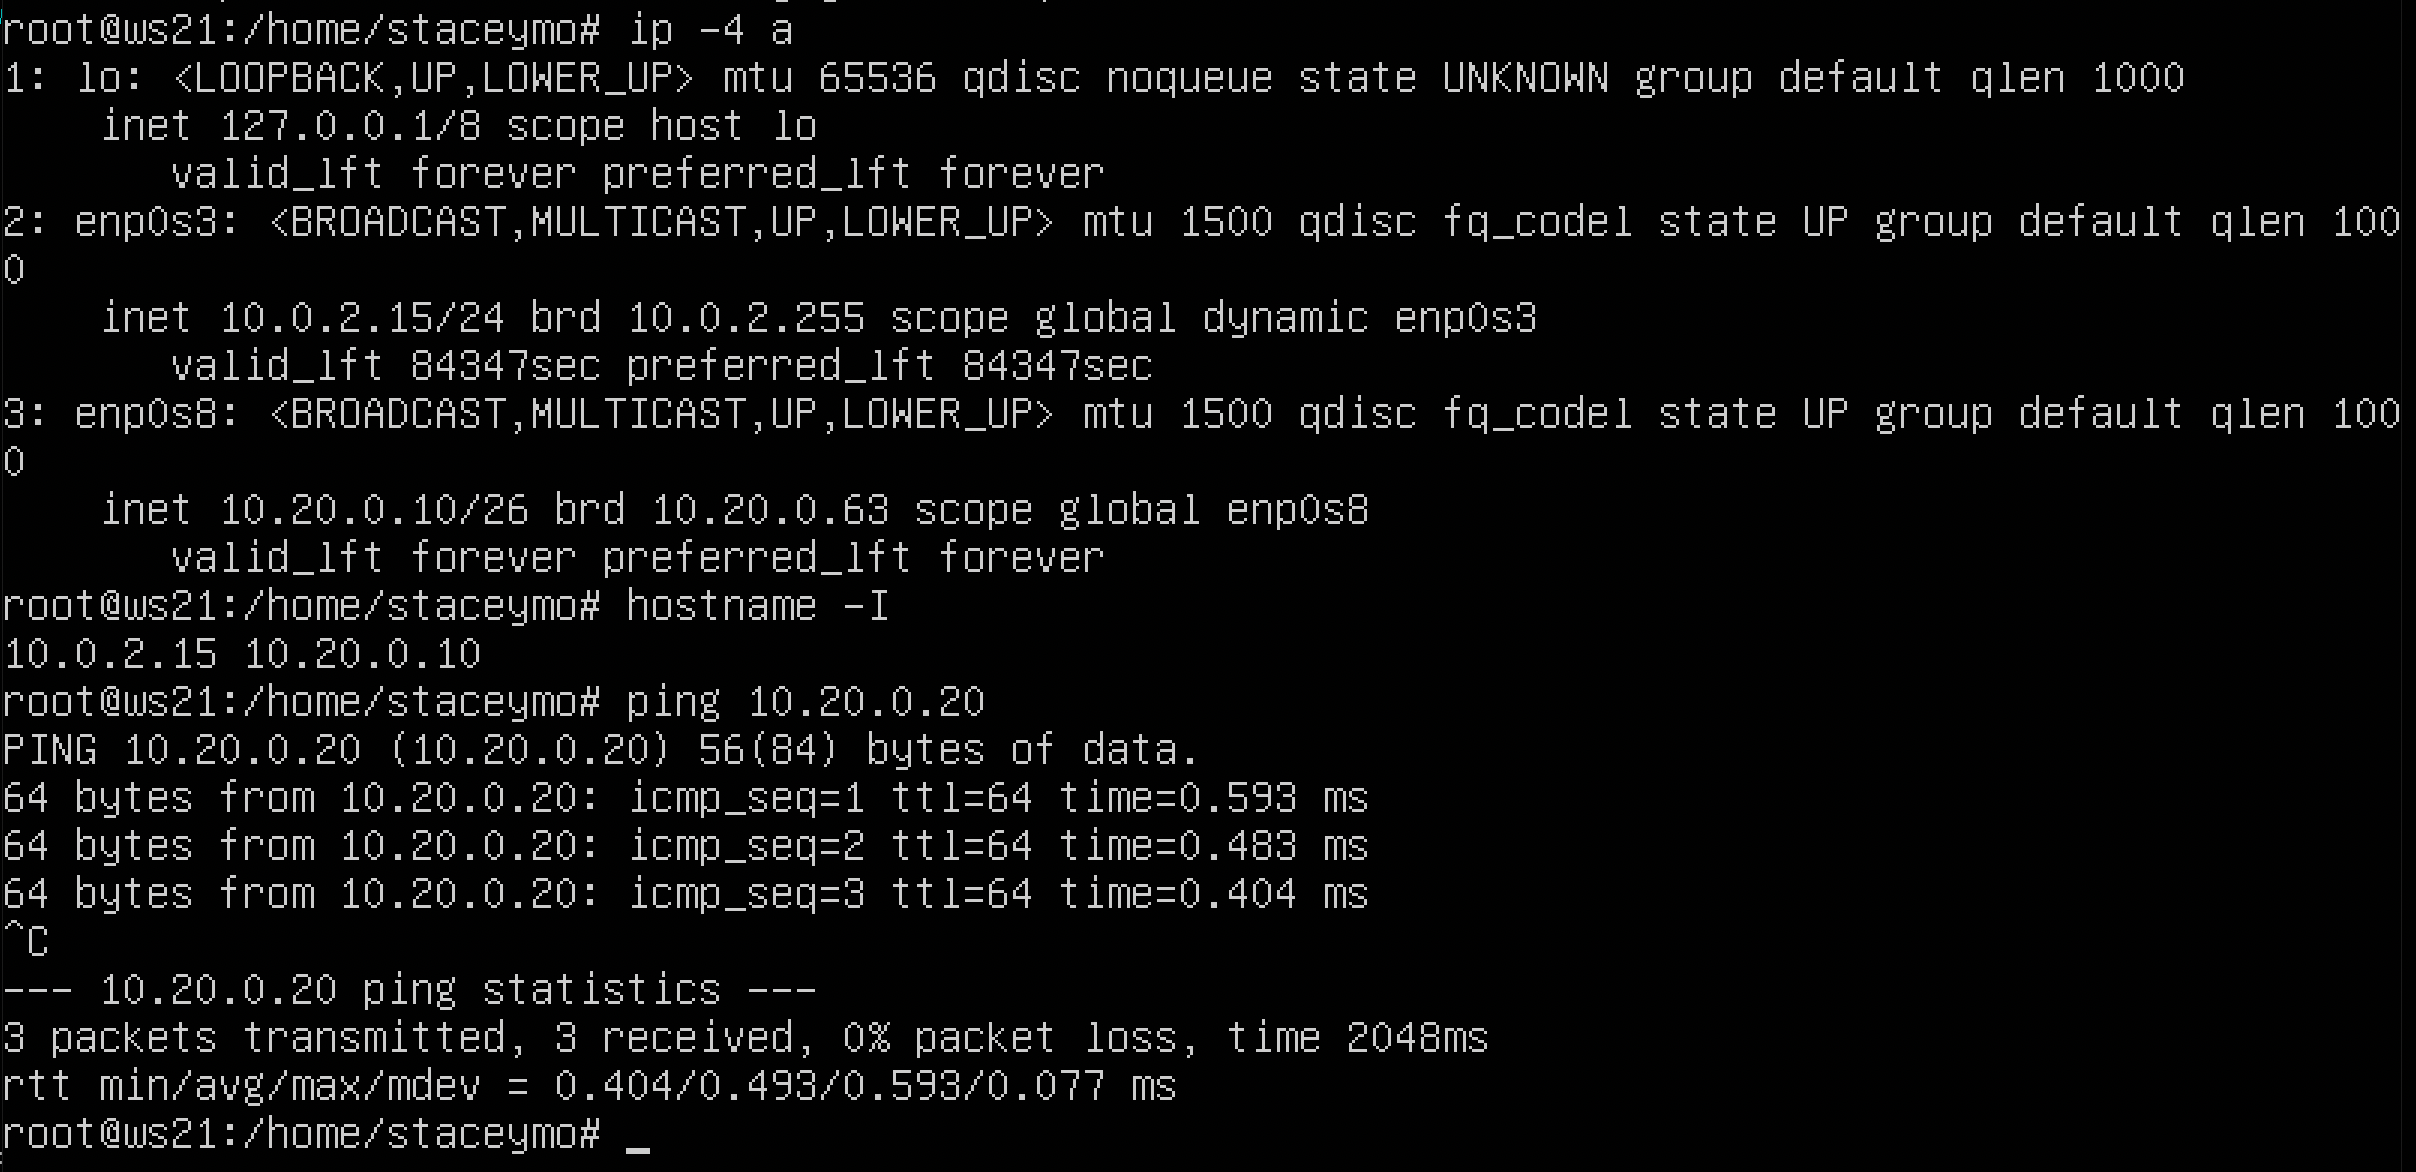 root@ws21:/home/staceymo# ip -4 a
1: lo: <LOOPBACK,UP,LOWER_UP> mtu 65536 qdisc noqueue state UNKNOWN group default qlen 1000
    inet 127.0.0.1/8 scope host lo
       valid_lft forever preferred_lft forever
2: enp0s3: <BROADCAST,MULTICAST,UP,LOWER_UP> mtu 1500 qdisc fq_codel state UP group default qlen 100
0
    inet 10.0.2.15/24 brd 10.0.2.255 scope global dynamic enp0s3
       valid_lft 84347sec preferred_lft 84347sec
3: enp0s8: <BROADCAST,MULTICAST,UP,LOWER_UP> mtu 1500 qdisc fq_codel state UP group default qlen 100
0
    inet 10.20.0.10/26 brd 10.20.0.63 scope global enp0s8
       valid_lft forever preferred_lft forever
root@ws21:/home/staceymo# hostname -I
10.0.2.15 10.20.0.10
root@ws21:/home/staceymo# ping 10.20.0.20
PING 10.20.0.20 (10.20.0.20) 56(84) bytes of data.
64 bytes from 10.20.0.20: icmp_seq=1 ttl=64 time=0.593 ms
64 bytes from 10.20.0.20: icmp_seq=2 ttl=64 time=0.483 ms
64 bytes from 10.20.0.20: icmp_seq=3 ttl=64 time=0.404 ms
^C
--- 10.20.0.20 ping statistics ---
3 packets transmitted, 3 received, 0% packet loss, time 2048ms
rtt min/avg/max/mdev = 0.404/0.493/0.593/0.077 ms
root@ws21:/home/staceymo# _